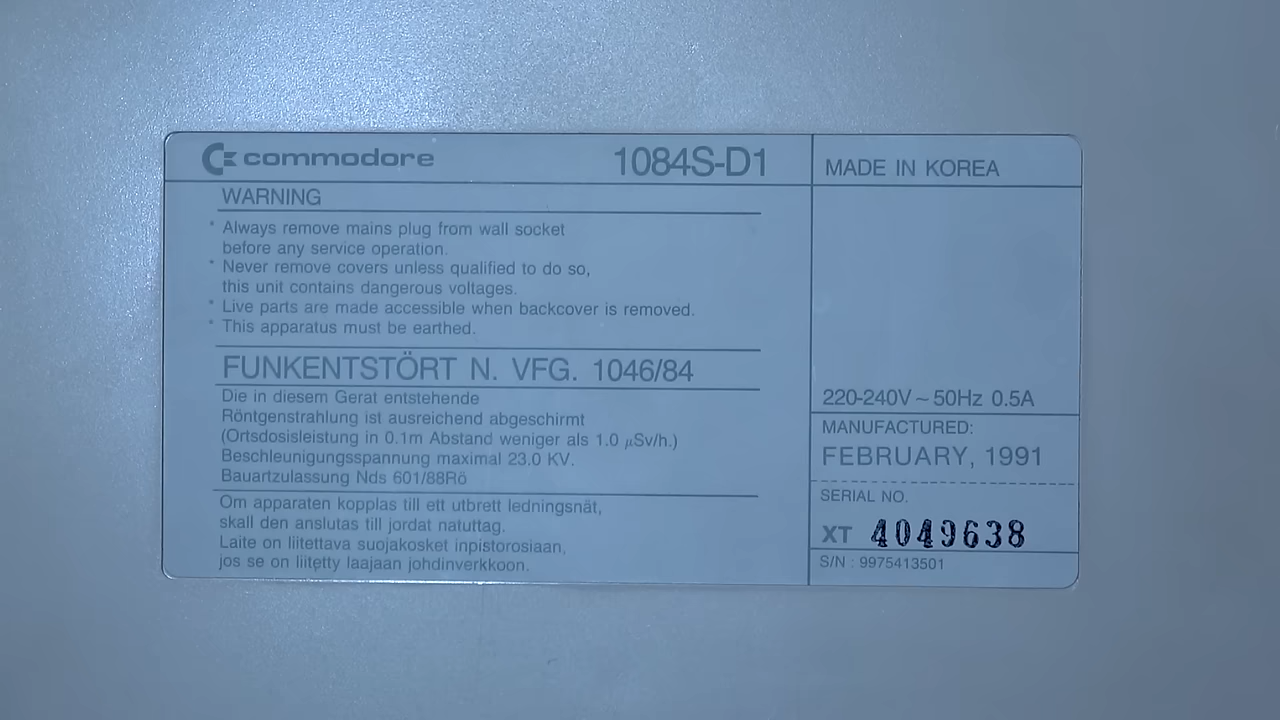 commodore 1084S-D1
WARNING
* Always remove mains plug from wall socket
before any service operation.
* Never remove covers unless qualified to do so,
this unit contains dangerous voltages.
* Live parts are made accessible when backcover is removed.
* This apparatus must be earthed.
FUNKENTSTÖRT N. VFG. 1046/84
Die in diesem Gerat entstehende
Röntgenstrahlung ist ausreichend abgeschirmt
(Ortsdosisleistung in 0.1m Abstand weniger als 1.0 µSv/h.)
Beschleunigungsspannung maximal 23.0 KV.
Bauartzulassung Nds 601/88Rö
Om apparaten kopplas till ett utbrett ledningsnät,
skall den anslutas till jordat natuttag.
Laite on liitettava suojakosket inpistorosiaan,
jos se on liitetty laajaan johdinverkkoon.
MADE IN KOREA
220-240V ~ 50Hz 0.5A
MANUFACTURED:
FEBRUARY, 1991
SERIAL NO.
XT 4049638
S/N : 9975413501